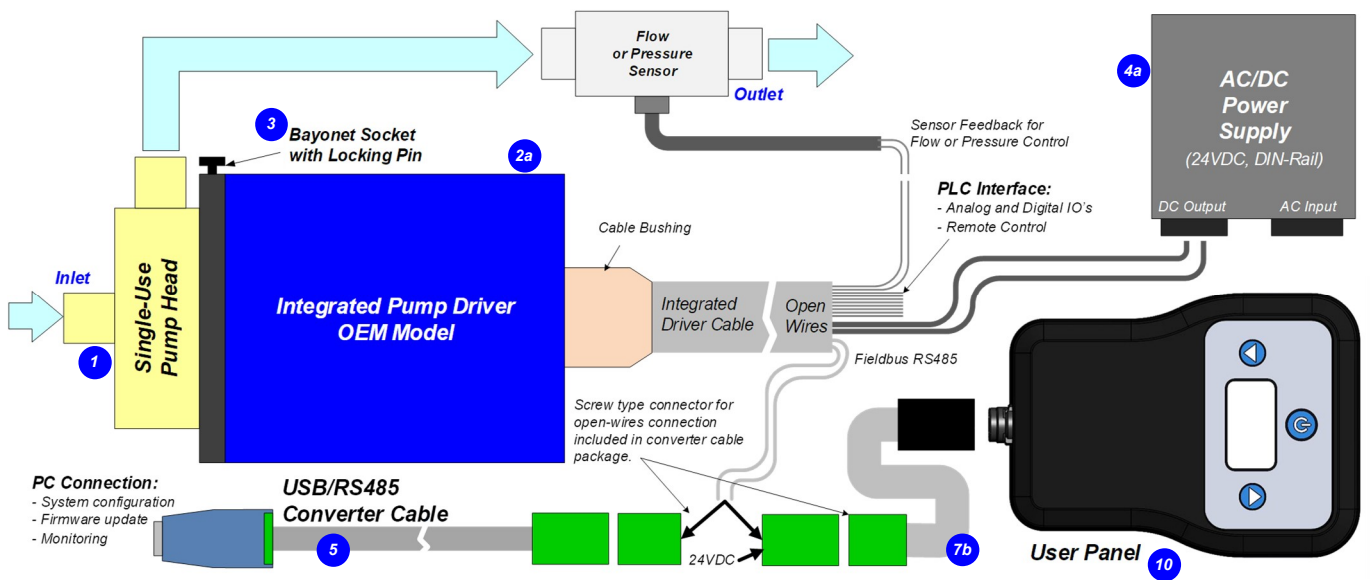 Flow
or Pressure
Sensor
Outlet
4a
AC/DC
Power
Supply
(24VDC, DIN-Rail)
DC Output
AC Input
3
Bayonet Socket
with Locking Pin
2a
Sensor Feedback for
Flow or Pressure Control
PLC Interface:
- Analog and Digital IO's
- Remote Control
Cable Bushing
Inlet
1
Single-Use
Pump Head
Integrated Pump Driver
OEM Model
Integrated
Driver Cable
Open
Wires
Fieldbus RS485
Screw type connector for
open-wires connection
included in converter cable
package.
PC Connection:
- System configuration
- Firmware update
- Monitoring
USB/RS485
Converter Cable
5
24VDC
7b
User Panel
10